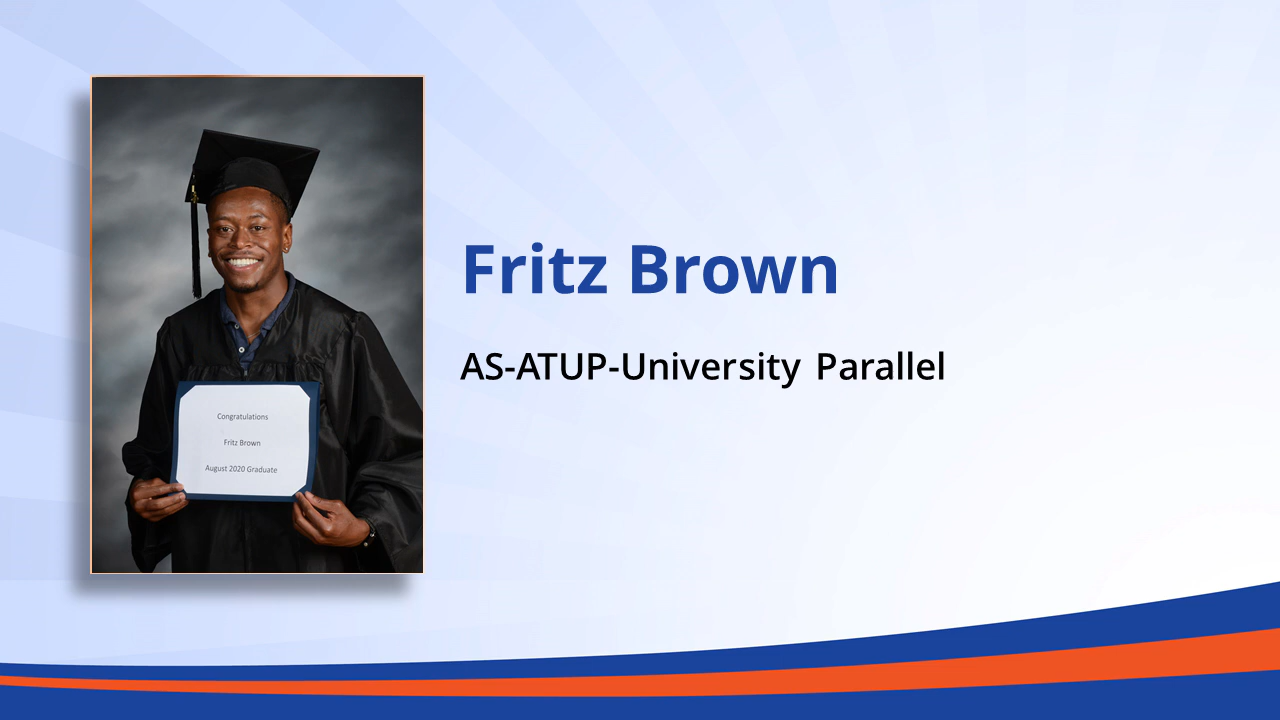 Fritz Brown
AS-ATUP-University Parallel
Congratulations
Fritz Brown
August 2020 Graduate